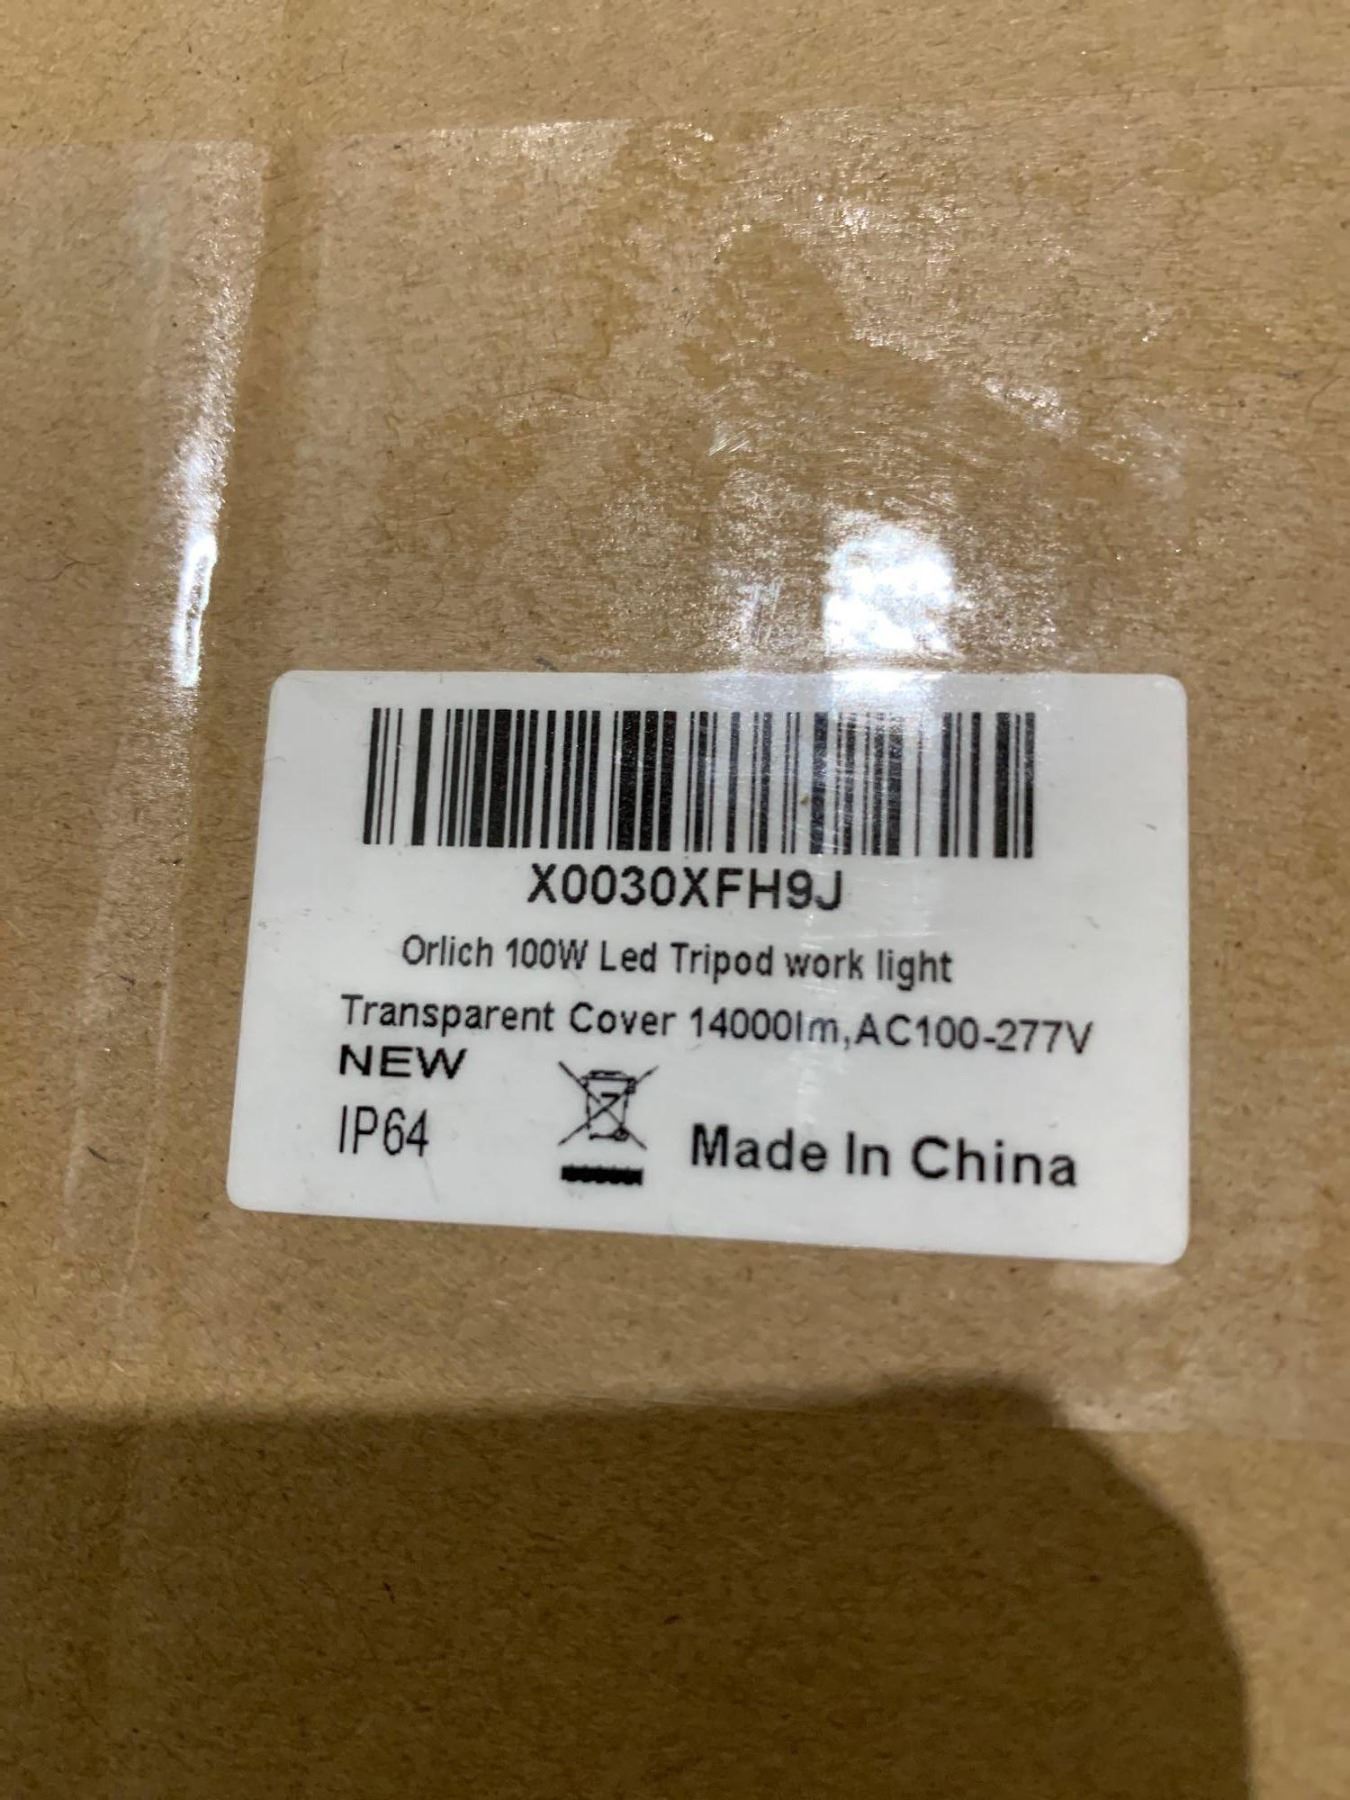 X0030XFH9J
Orlich 100W Led Tripod work light
Transparent Cover 14000lm,AC100-277V
NEW
IP64
Made In China